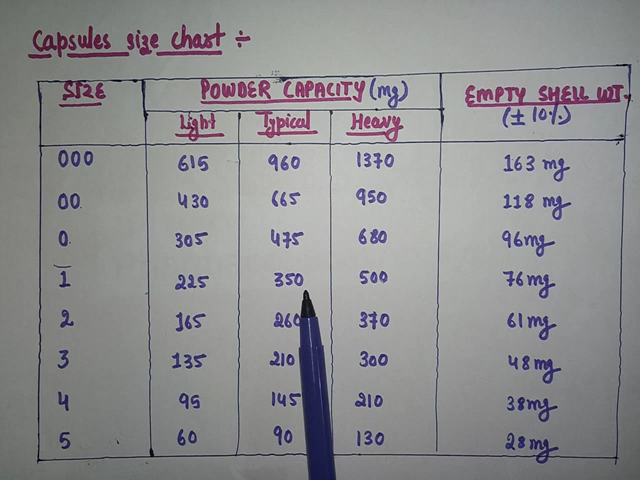 Capsules size chart ÷
SIZE POWDER CAPACITY (mg) EMPTY SHELL WT.
(± 10%)
Light Typical Heavy
000 615 960 1370 163 mg
00. 430 665 950 118 mg
0. 305 475 680 96mg
1 225 350 500 76mg
2 165 260 370 61mg
3 135 210 300 48mg
4 95 145 210 38mg
5 60 90 130 28mg